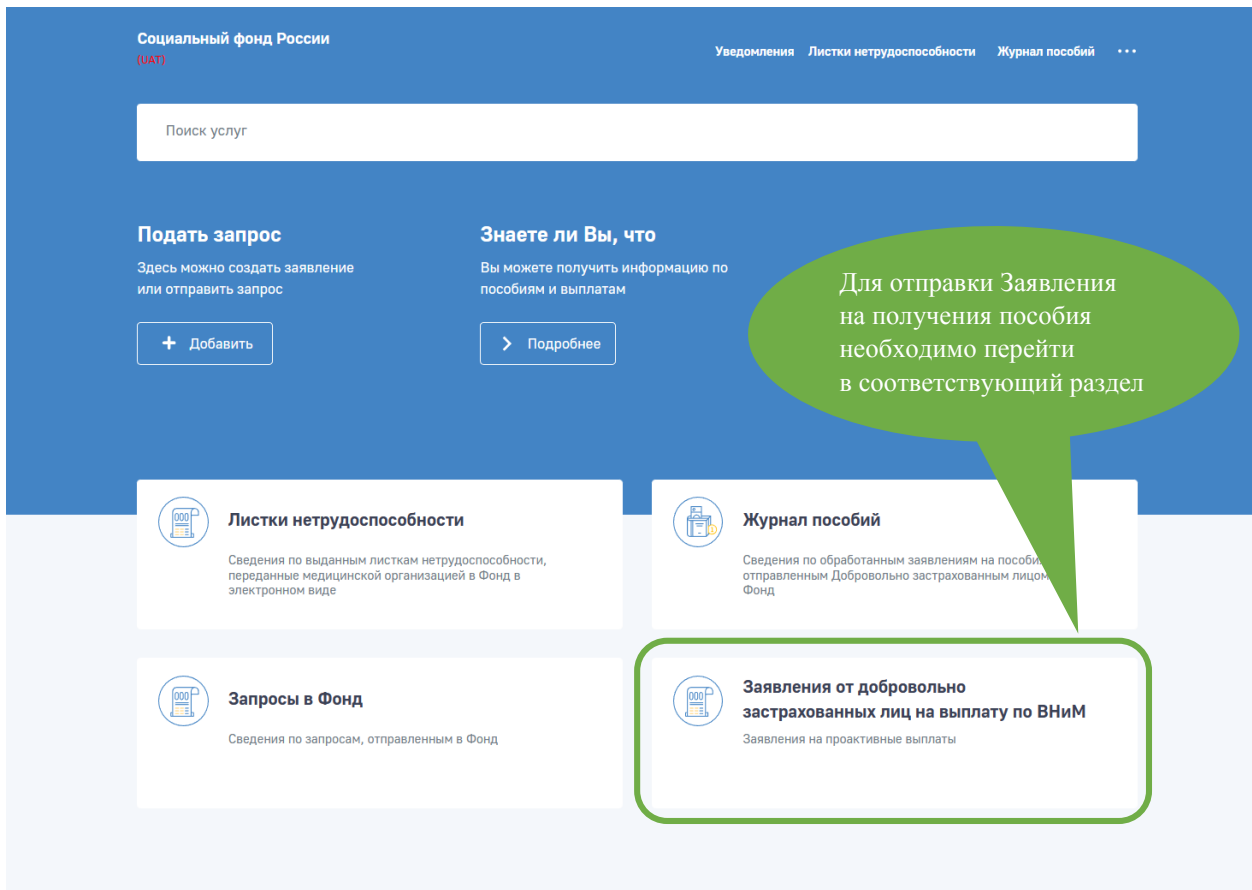 Социальный фонд России
(UAT)
Уведомления Листки нетрудоспособности Журнал пособий ...
Поиск услуг
Подать запрос
Здесь можно создать заявление
или отправить запрос
+ Добавить
Знаете ли Вы, что
Вы можете получить информацию по
пособиям и выплатам
Подробнее
Для отправки Заявления
на получения пособия
необходимо перейти
в соответствующий раздел
Листки нетрудоспособности
Сведения по выданным листкам нетрудоспособности,
переданные медицинской организацией в Фонд в
электронном виде
Журнал пособий
Сведения по обработанным заявлениям на
отправленным Добровольно застрахованным лицом
Фонд
Запросы в Фонд
Сведения по запросам, отправленным в Фонд
Заявления от добровольно
застрахованных лиц на выплату по ВНиМ
Заявления на проактивные выплаты